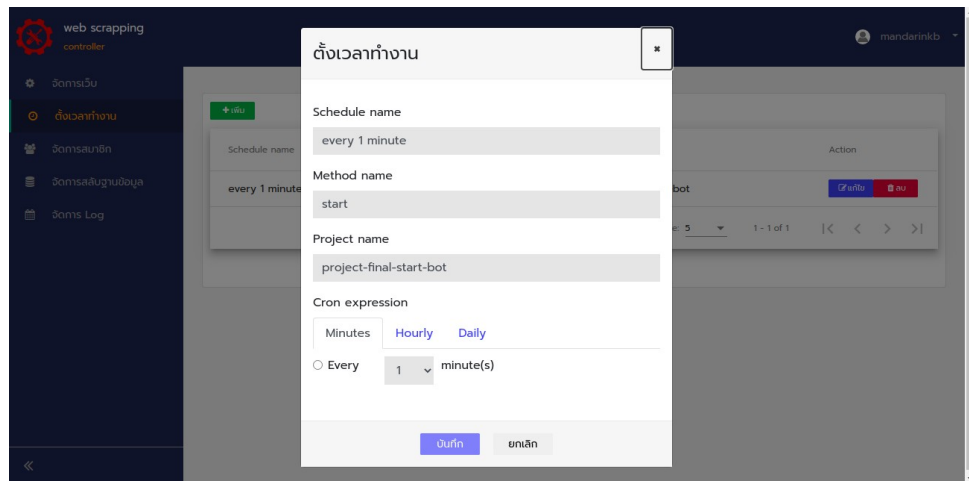 web scrapping
controller
mandarinkb
จัดการเว็บ
ตั้งเวลาทำงาน
จัดการสมาชิก
จัดการสลับฐานข้อมูล
จัดการ Log
+ เพิ่ม
Schedule name
Action
every 1 minute
bot
แก้ไข
ลบ
5
1 - 1 of 1
ตั้งเวลาทำงาน
Schedule name
every 1 minute
Method name
start
Project name
project-final-start-bot
Cron expression
Minutes Hourly Daily
Every 1 minute(s)
บันทึก ยกเลิก